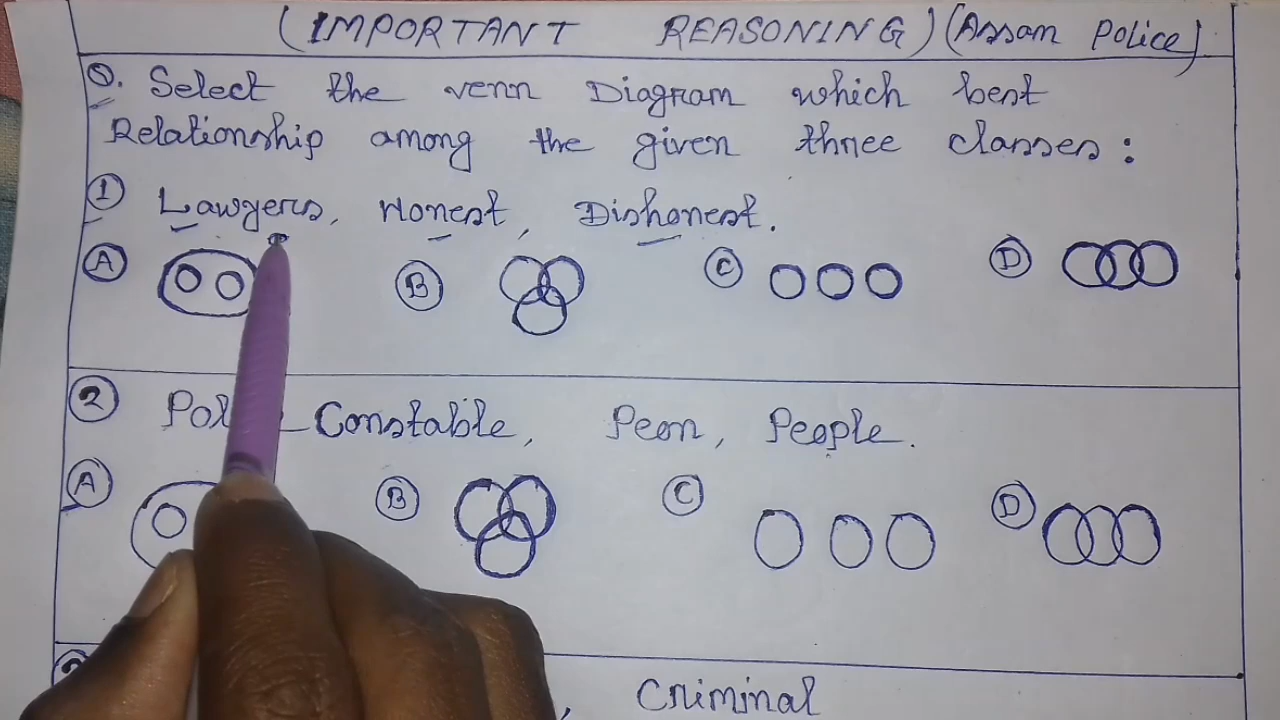 (IMPORTANT REASONING) (Assam Police)
Q. Select the venn Diagram which best
Relationship among the given three classes:
① Lawyers, Honest, Dishonest.
Ⓐ Ⓑ Ⓒ Ⓓ
② Constable, Peon, People.
Ⓐ Ⓑ Ⓒ Ⓓ
, Criminal